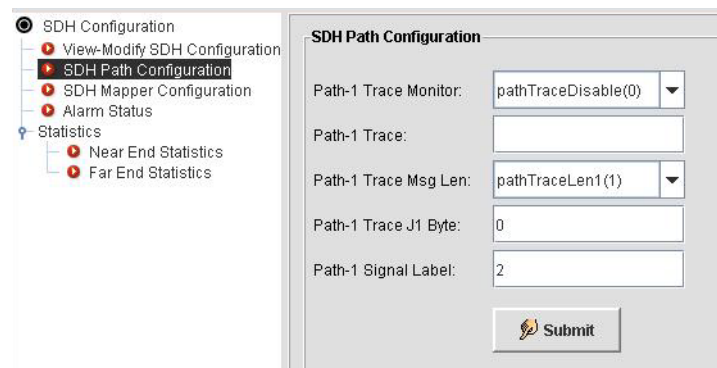 SDH Configuration
View-Modify SDH Configuration
SDH Path Configuration
SDH Mapper Configuration
Alarm Status
Statistics
Near End Statistics
Far End Statistics
SDH Path Configuration
Path-1 Trace Monitor: pathTraceDisable(0)
Path-1 Trace:
Path-1 Trace Msg Len: pathTraceLen1(1)
Path-1 Trace J1 Byte: 0
Path-1 Signal Label: 2
Submit